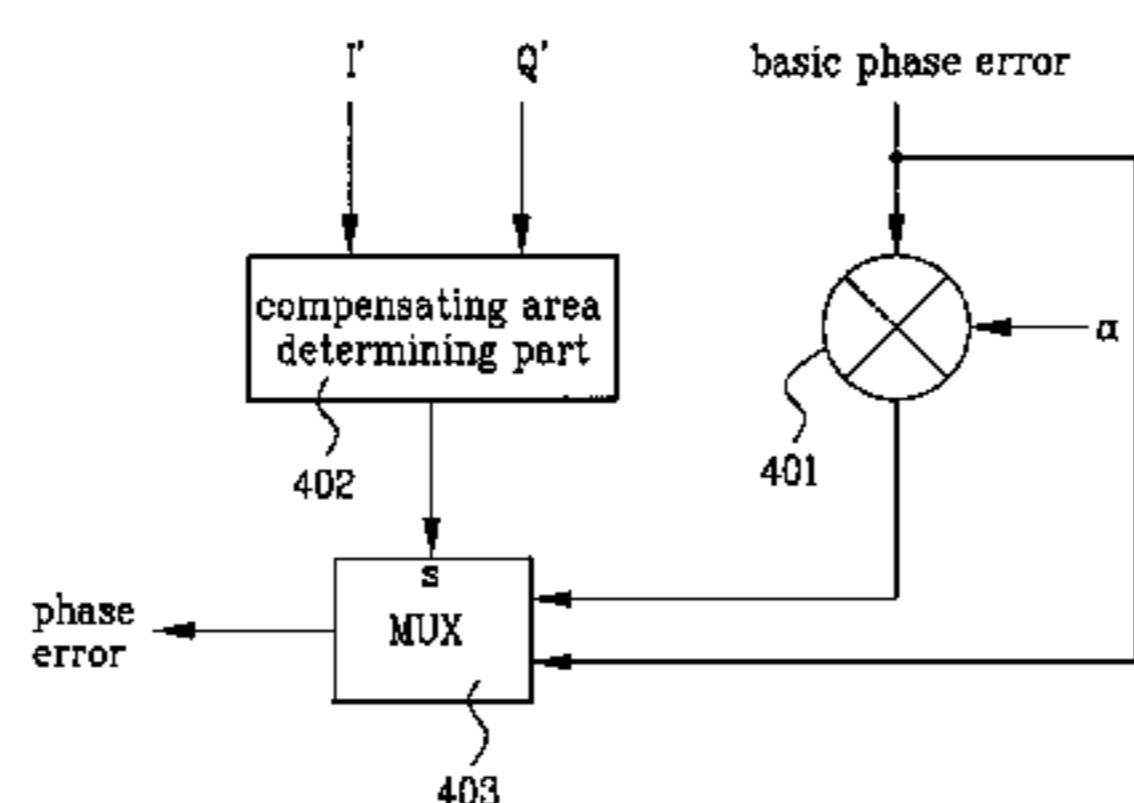 I' Q' basic phase error
compensating area
determining part
α
402
401
s
MUX
phase
error
403